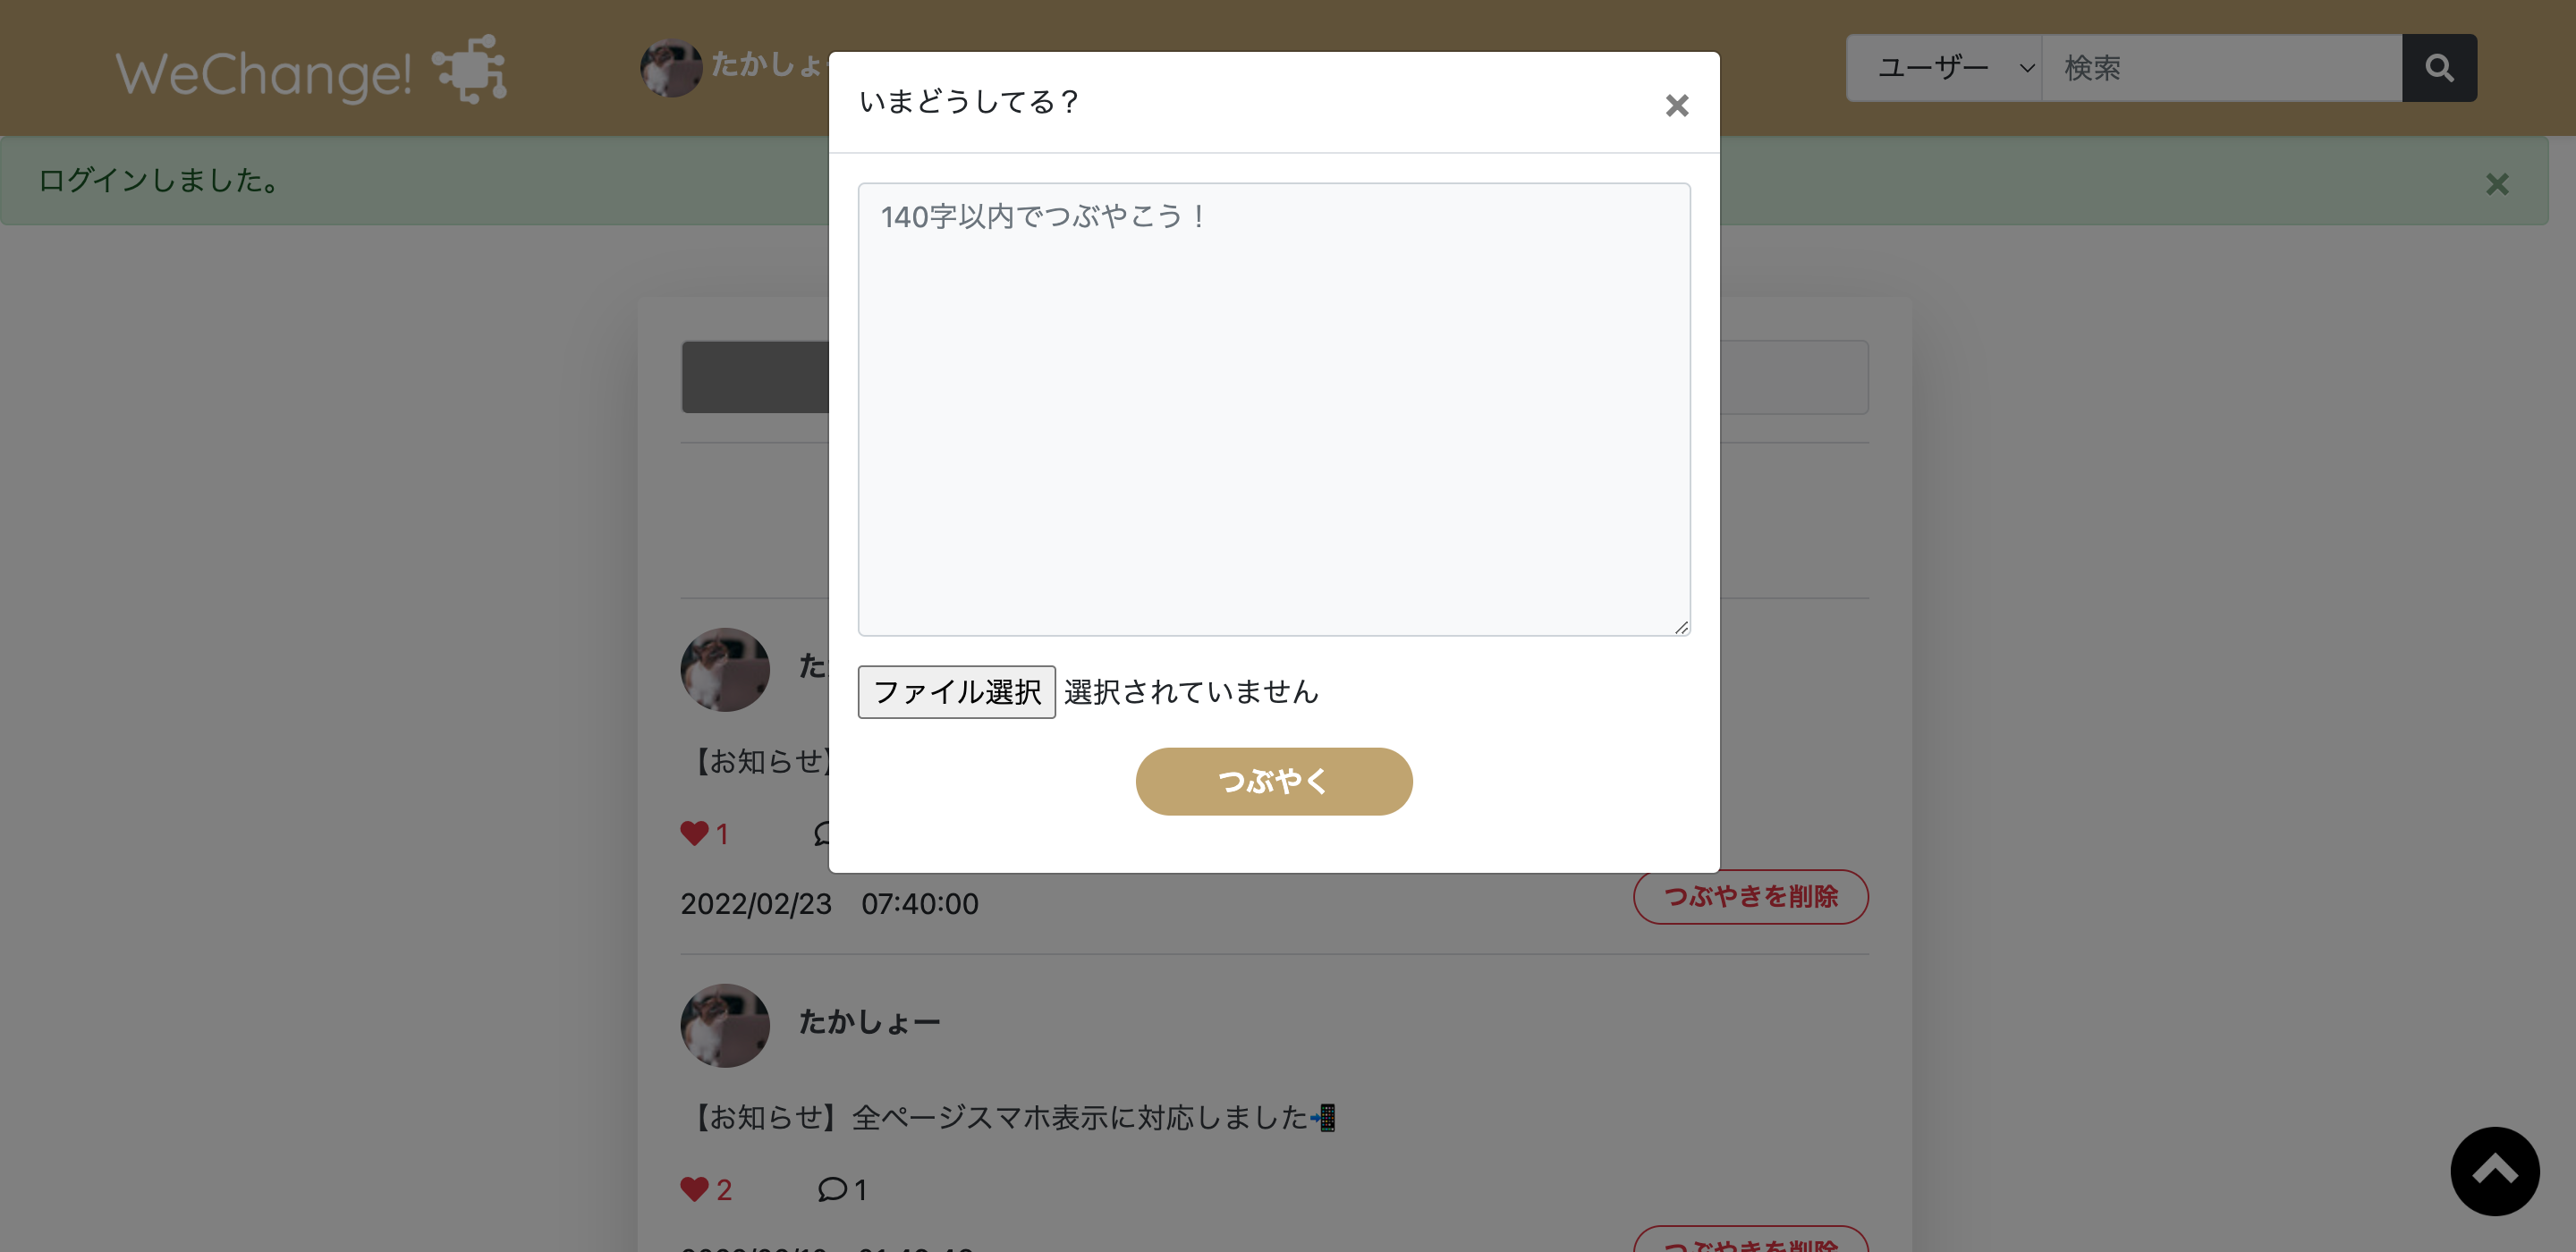 WeChange!
たかしょ
ユーザー
検索
いまどうしてる？
ログインしました。
140字以内でつぶやこう！
ファイル選択 選択されていません
つぶやく
た
【お知らせ】
1
2022/02/23 07:40:00
つぶやきを削除
たかしょー
【お知らせ】全ページスマホ表示に対応しました📲
2
1
つぶやきを削除